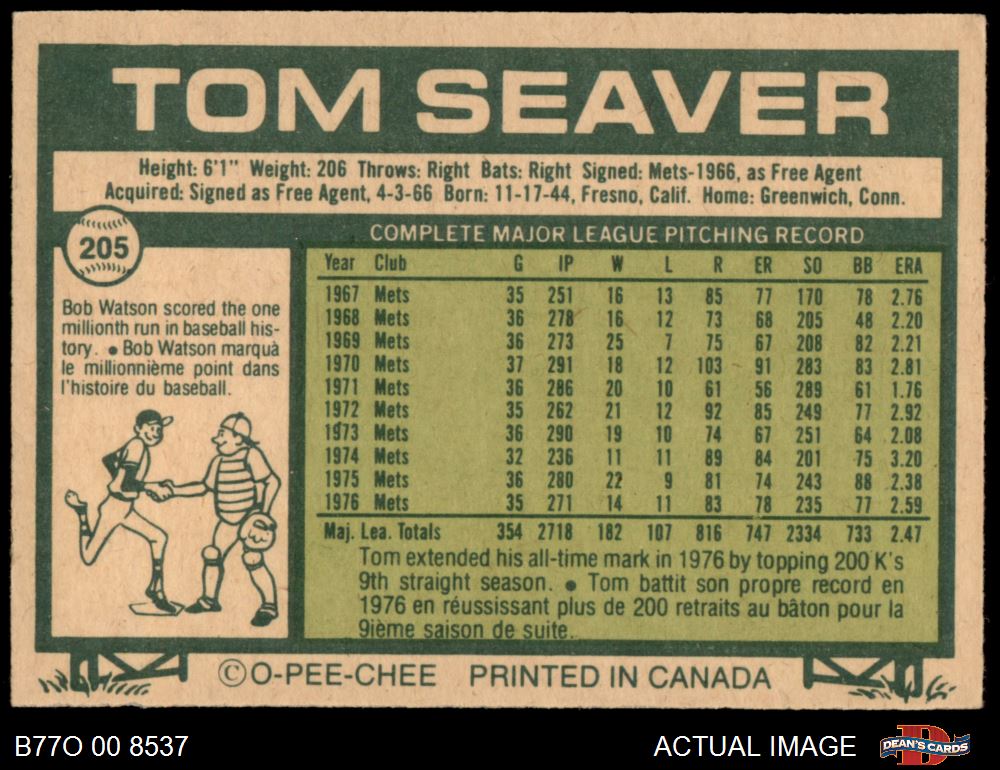 TOM SEAVER
Height: 6'1" Weight: 206 Throws: Right Bats: Right Signed: Mets-1966, as Free Agent
Acquired: Signed as Free Agent, 4-3-66 Born: 11-17-44, Fresno, Calif. Home: Greenwich, Conn.
205
Bob Watson scored the one
millionth run in baseball his-
tory. ● Bob Watson marquà
le millionnième point dans
l'histoire du baseball.
COMPLETE MAJOR LEAGUE PITCHING RECORD
Year Club G IP W L R ER SO BB ERA
1967 Mets 35 251 16 13 85 77 170 78 2.76
1968 Mets 36 278 16 12 73 68 205 48 2.20
1969 Mets 36 273 25 7 75 67 208 82 2.21
1970 Mets 37 291 18 12 103 91 283 83 2.81
1971 Mets 36 286 20 10 61 56 289 61 1.76
1972 Mets 35 262 21 12 92 85 249 77 2.92
1973 Mets 36 290 19 10 74 67 251 64 2.08
1974 Mets 32 236 11 11 89 84 201 75 3.20
1975 Mets 36 280 22 9 81 74 243 88 2.38
1976 Mets 35 271 14 11 83 78 235 77 2.59
Maj. Lea. Totals 354 2718 182 107 816 747 2334 733 2.47
Tom extended his all-time mark in 1976 by topping 200 K's
9th straight season. ● Tom battit son propre record en
1976 en réussissant plus de 200 retraits au bâton pour la
9ième saison de suite.
©O-PEE-CHEE PRINTED IN CANADA
B77O 00 8537
ACTUAL IMAGE
D
DEAN'S CARDS